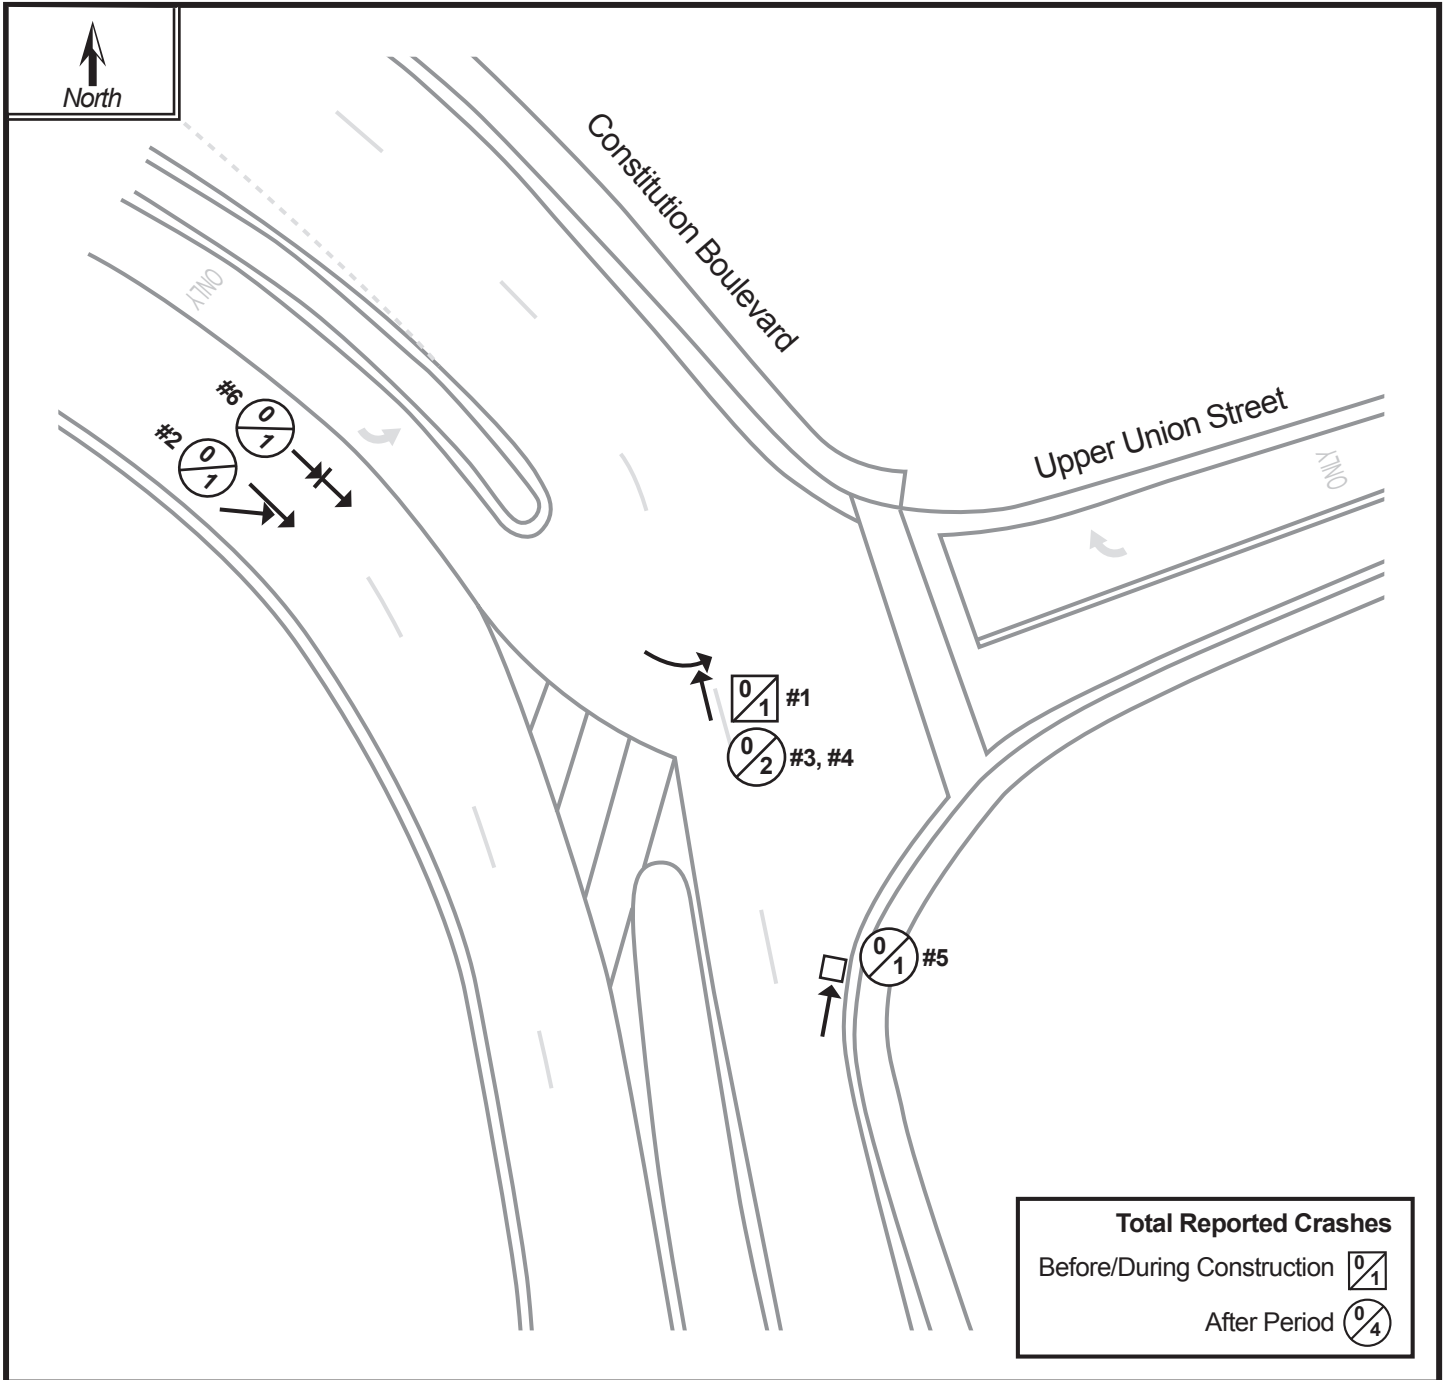 North
Constitution Boulevard
Upper Union Street
ONLY
ONLY
#6
0
1
#2
0
1
0
1
#1
0
2
#3, #4
0
1
#5
Total Reported Crashes
Before/During Construction 0/1
After Period 0/4